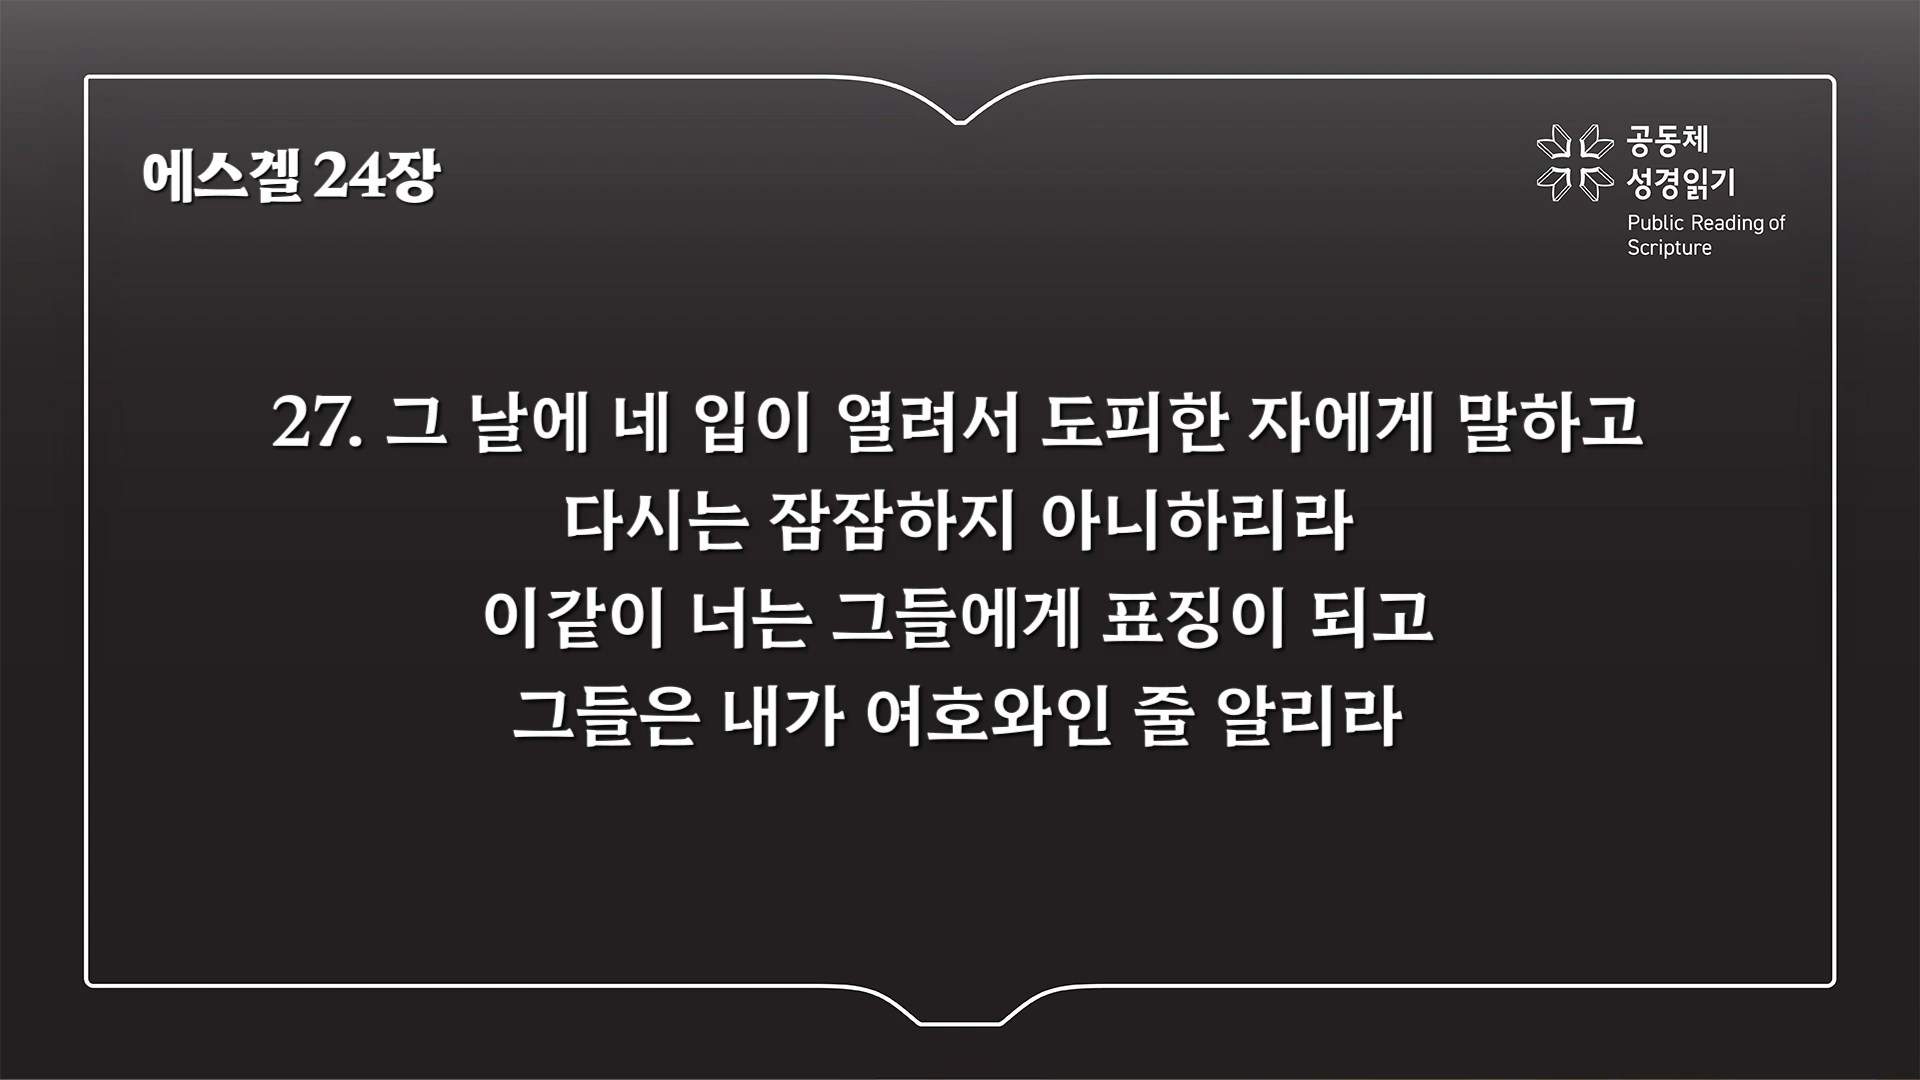 에스겔 24장
공동체
성경읽기
Public Reading of
Scripture
27. 그 날에 네 입이 열려서 도피한 자에게 말하고
다시는 잠잠하지 아니하리라
이같이 너는 그들에게 표징이 되고
그들은 내가 여호와인 줄 알리라